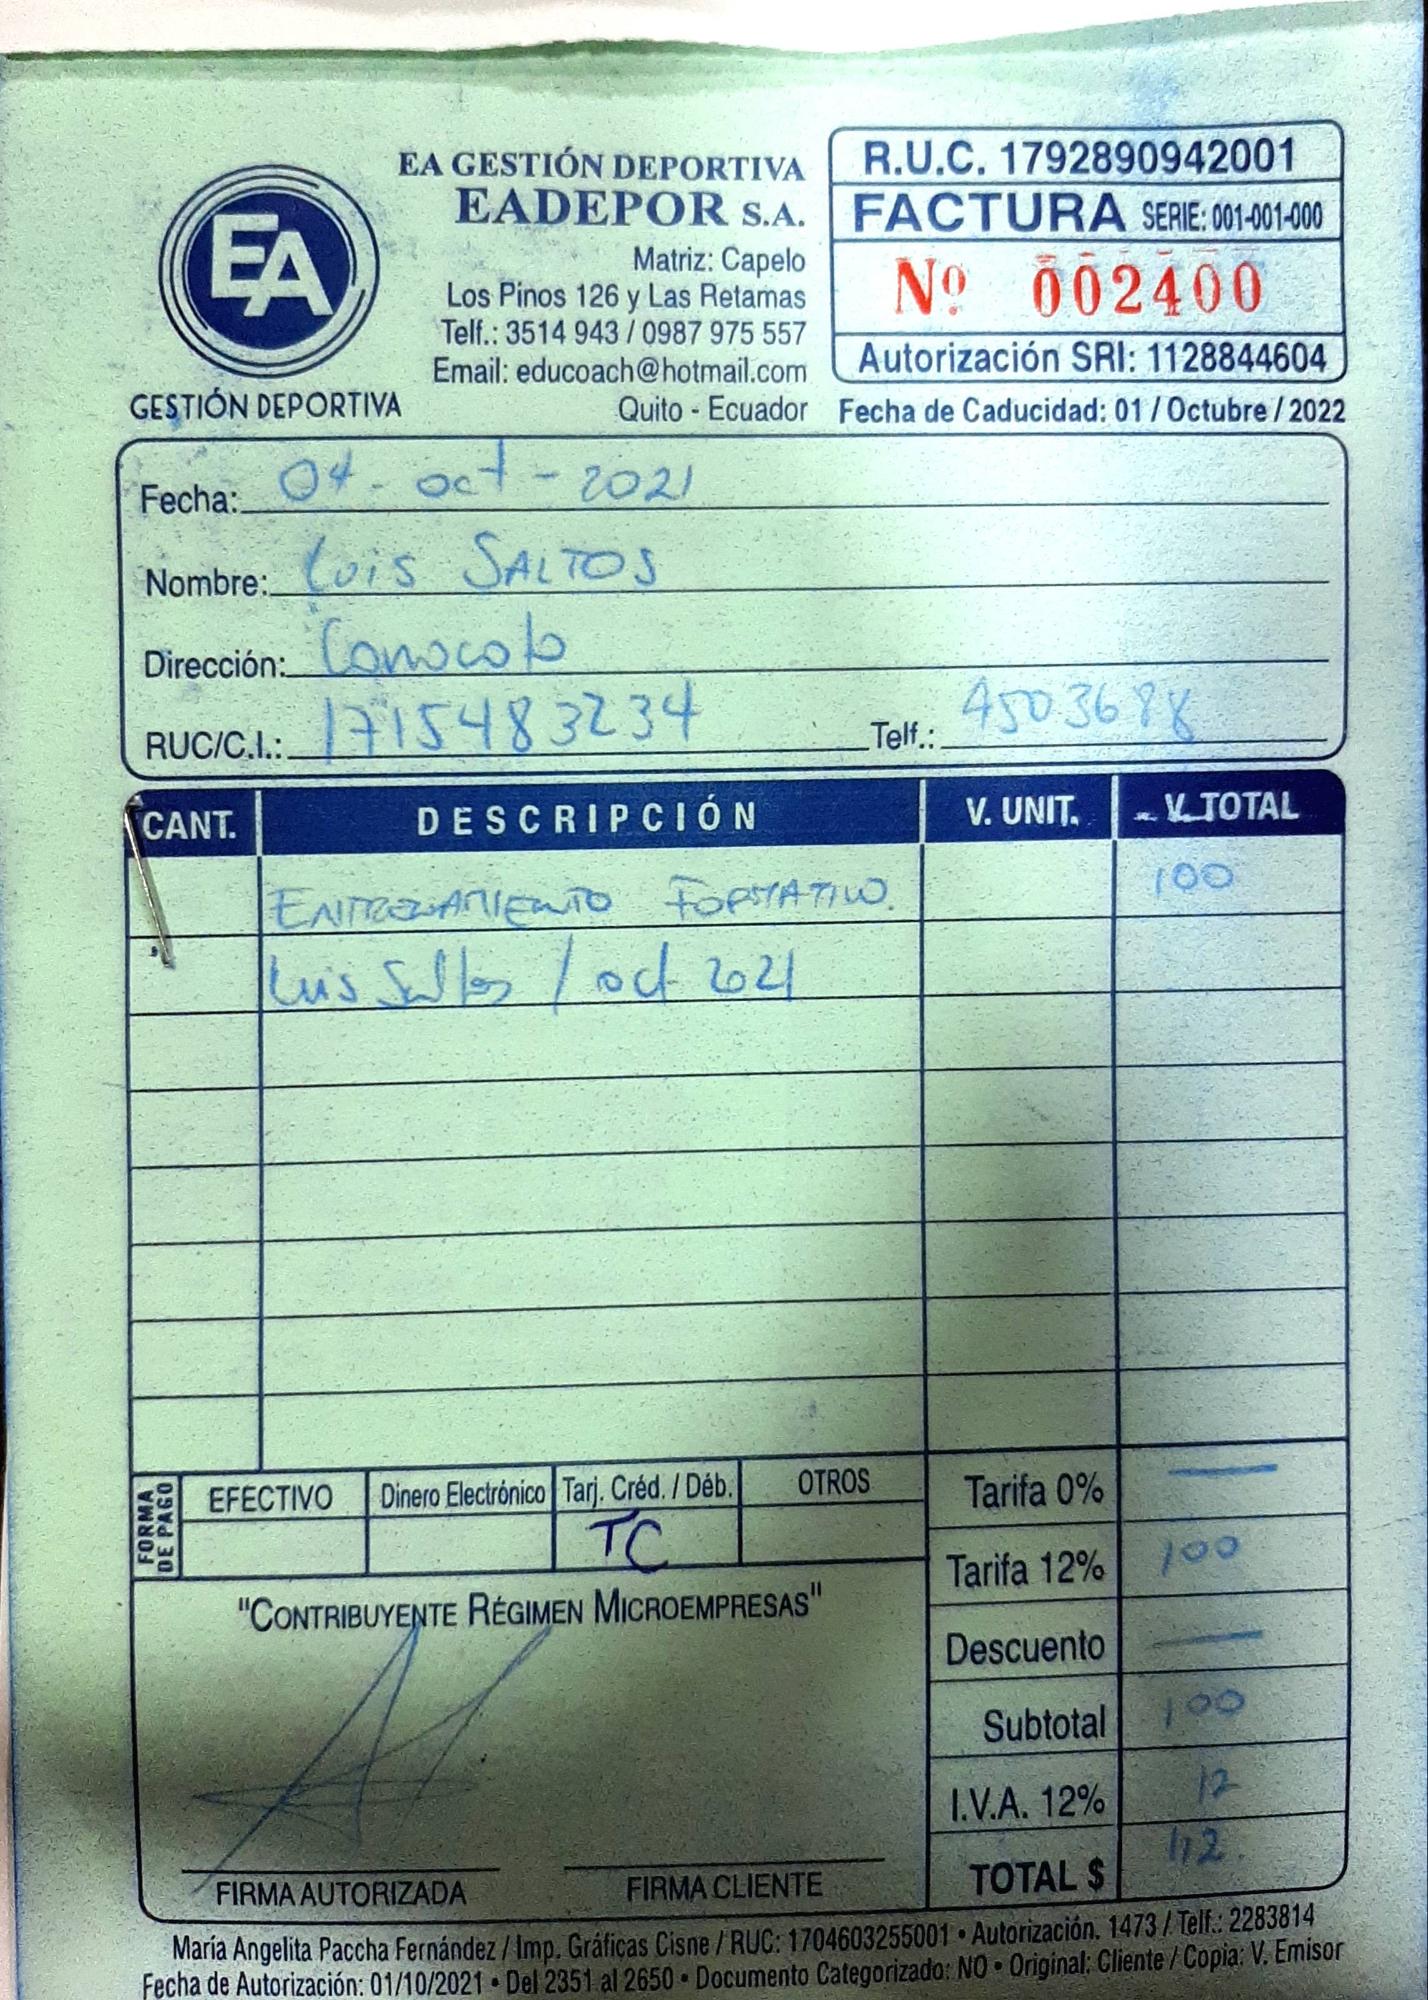 EA
GESTIÓN DEPORTIVA
EA GESTIÓN DEPORTIVA
EADEPOR S.A.
Matriz: Capelo
Los Pinos 126 y Las Retamas
Telf.: 3514 943 / 0987 975 557
Email: educoach@hotmail.com
Quito - Ecuador
R.U.C. 1792890942001
FACTURA SERIE: 001-001-000
Nº 002400
Autorización SRI: 1128844604
Fecha de Caducidad: 01 / Octubre / 2022
Fecha: 04 - oct - 2021
Nombre: Luis SALTOS
Dirección: Conocoto
RUC/C.I.: 1715483234 Telf.: 4503688
CANT. DESCRIPCIÓN V. UNIT. V. TOTAL
ENTRENAMIENTO FORMATIVO. 100
Luis Saltos / oct 2021
FORMA DE PAGO
EFECTIVO Dinero Electrónico Tarj. Créd. / Déb. OTROS
TC
Tarifa 0% —
Tarifa 12% 100
Descuento —
Subtotal 100
I.V.A. 12% 12
TOTAL $ 112.
"CONTRIBUYENTE RÉGIMEN MICROEMPRESAS"
FIRMA AUTORIZADA FIRMA CLIENTE
María Angelita Paccha Fernández / Imp. Gráficas Cisne / RUC: 1704603255001 • Autorización. 1473 / Telf.: 2283814
Fecha de Autorización: 01/10/2021 • Del 2351 al 2650 • Documento Categorizado: NO • Original: Cliente / Copia: V. Emisor